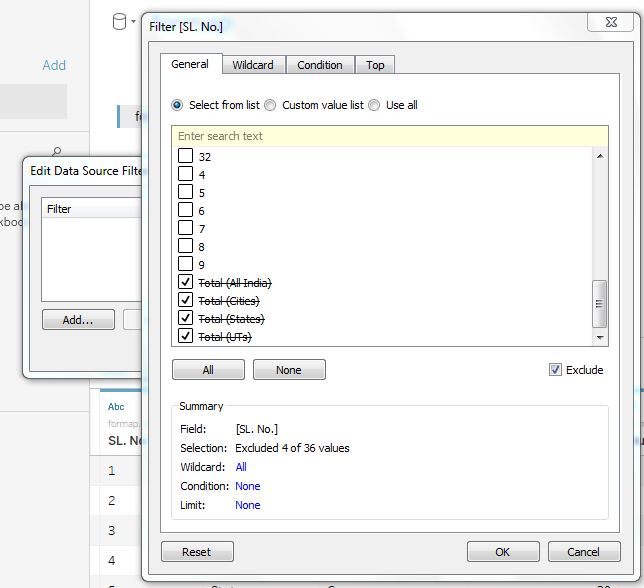 Filter [SL. No.]
Add
General
Wildcard
Condition
Top
Select from list
Custom value list
Use all
Enter search text
32
4
5
6
7
8
9
Total (All India)
Total (Cities)
Total (States)
Total (UTs)
All
None
Exclude
Summary
Field: [SL. No.]
Selection: Excluded 4 of 36 values
Wildcard: All
Condition: None
Limit: None
Reset
OK
Cancel
Edit Data Source Filte
Filter
Add...
Abc
formap.
SL. No
1
2
3
4